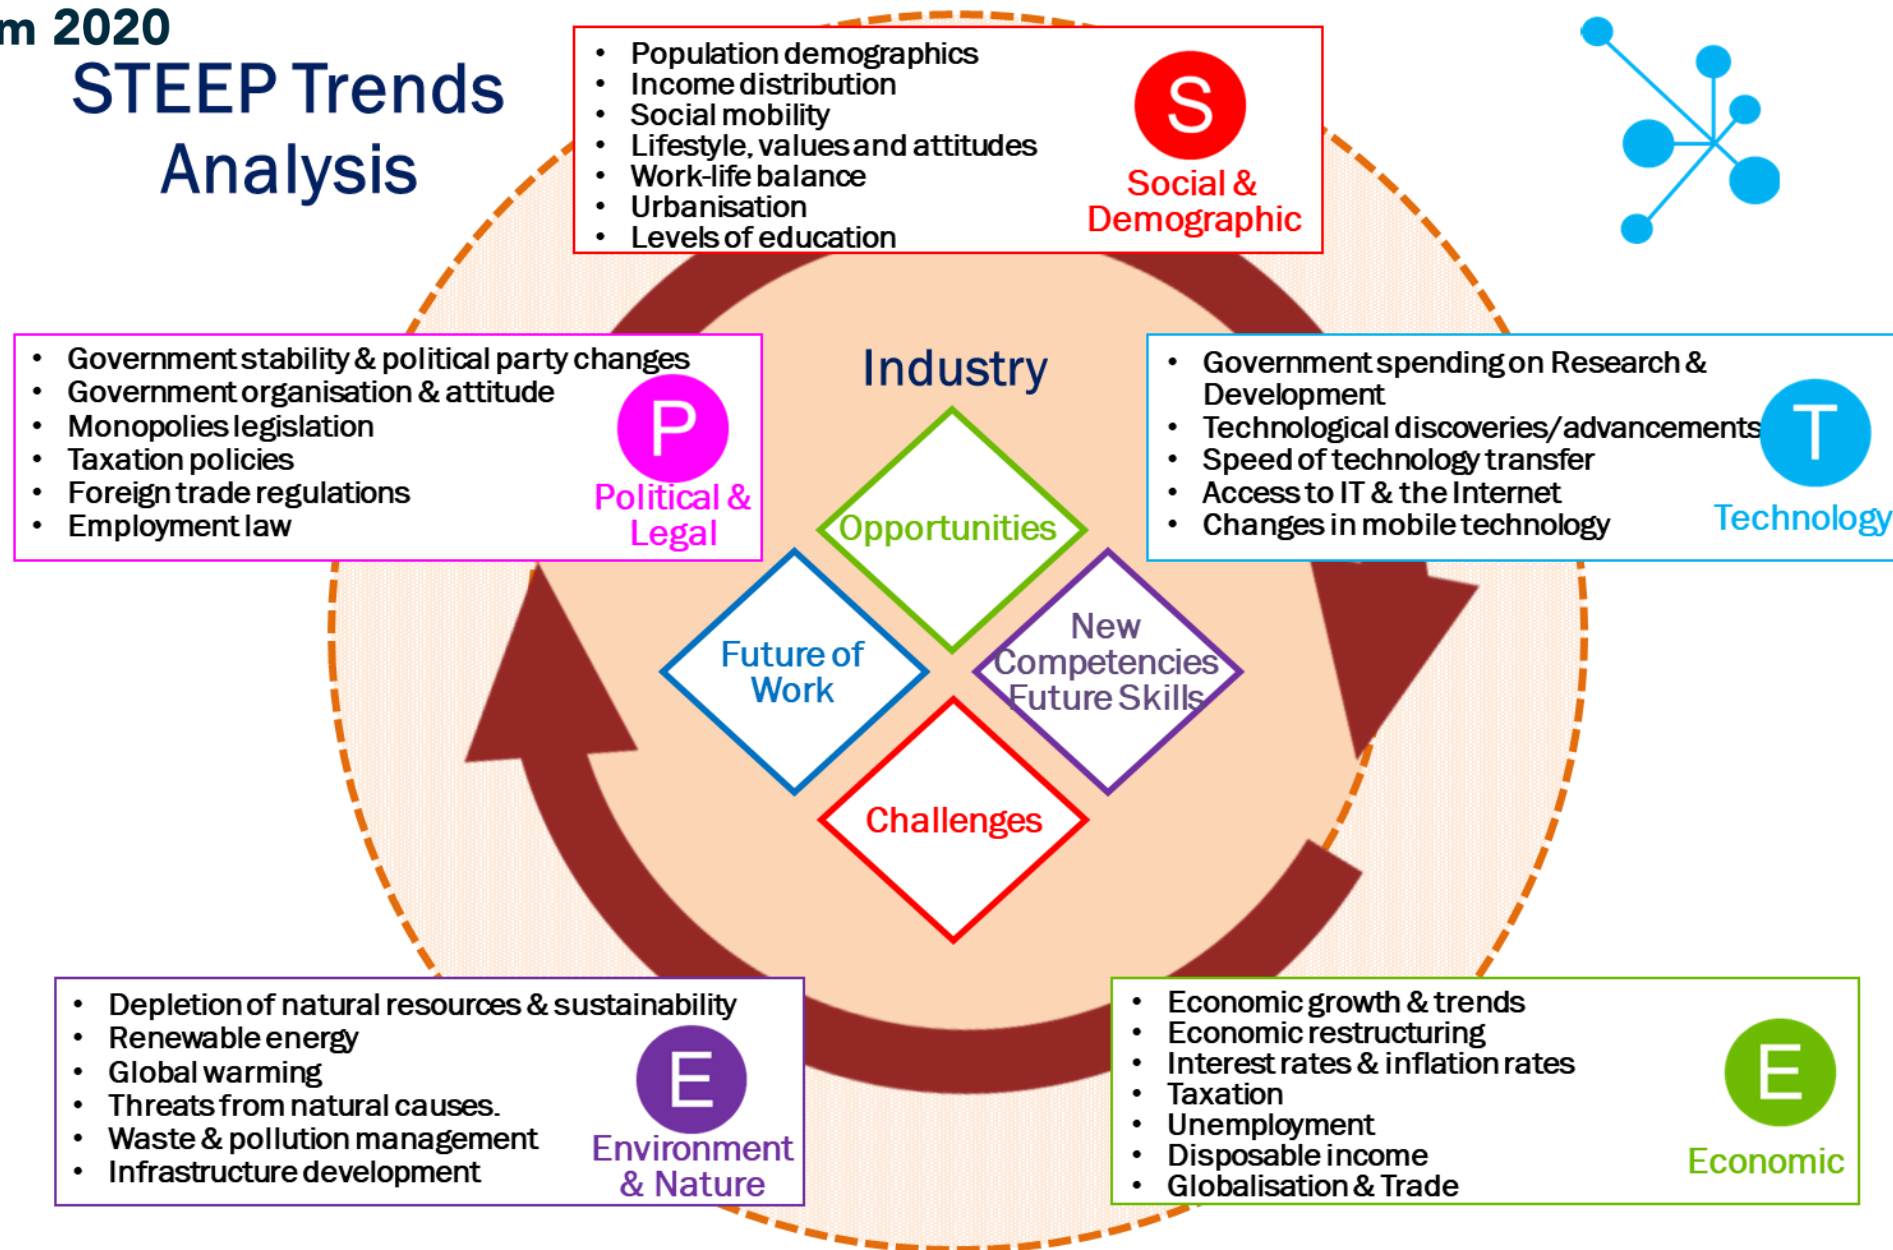 m 2020
STEEP Trends
Analysis
• Population demographics
• Income distribution
• Social mobility
• Lifestyle, values and attitudes
• Work-life balance
• Urbanisation
• Levels of education
S
Social &
Demographic
• Government stability & political party changes
• Government organisation & attitude
• Monopolies legislation
• Taxation policies
• Foreign trade regulations
• Employment law
P
Political &
Legal
Industry
• Government spending on Research &
Development
• Technological discoveries/advancements
• Speed of technology transfer
• Access to IT & the Internet
• Changes in mobile technology
T
Technology
Opportunities
Future of
Work
New
Competencies
Future Skills
Challenges
• Depletion of natural resources & sustainability
• Renewable energy
• Global warming
• Threats from natural causes.
• Waste & pollution management
• Infrastructure development
E
Environment
& Nature
• Economic growth & trends
• Economic restructuring
• Interest rates & inflation rates
• Taxation
• Unemployment
• Disposable income
• Globalisation & Trade
E
Economic